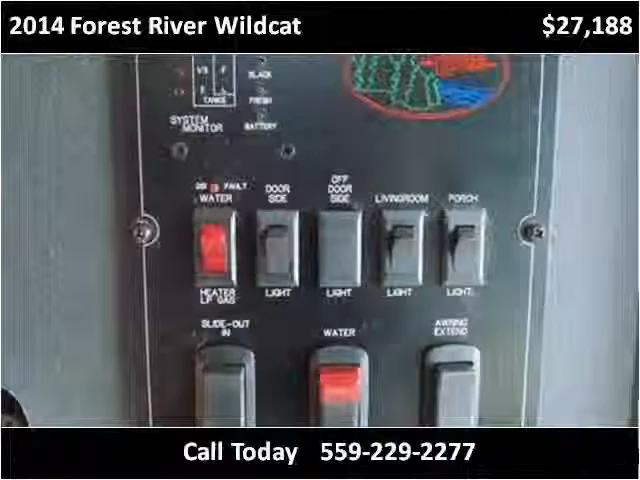 2014 Forest River Wildcat $27,188
BLACK
TANKS
FRESH
SYSTEM
MONITOR
BATTERY
DSI FAULT
WATER
DOOR
SIDE
OFF
DOOR
SIDE
LIVINGROOM
PORCH
HEATER
LP GAS
LIGHT
LIGHT
LIGHT
LIGHT
SLIDE-OUT
IN
WATER
AWNING
EXTEND
Call Today 559-229-2277